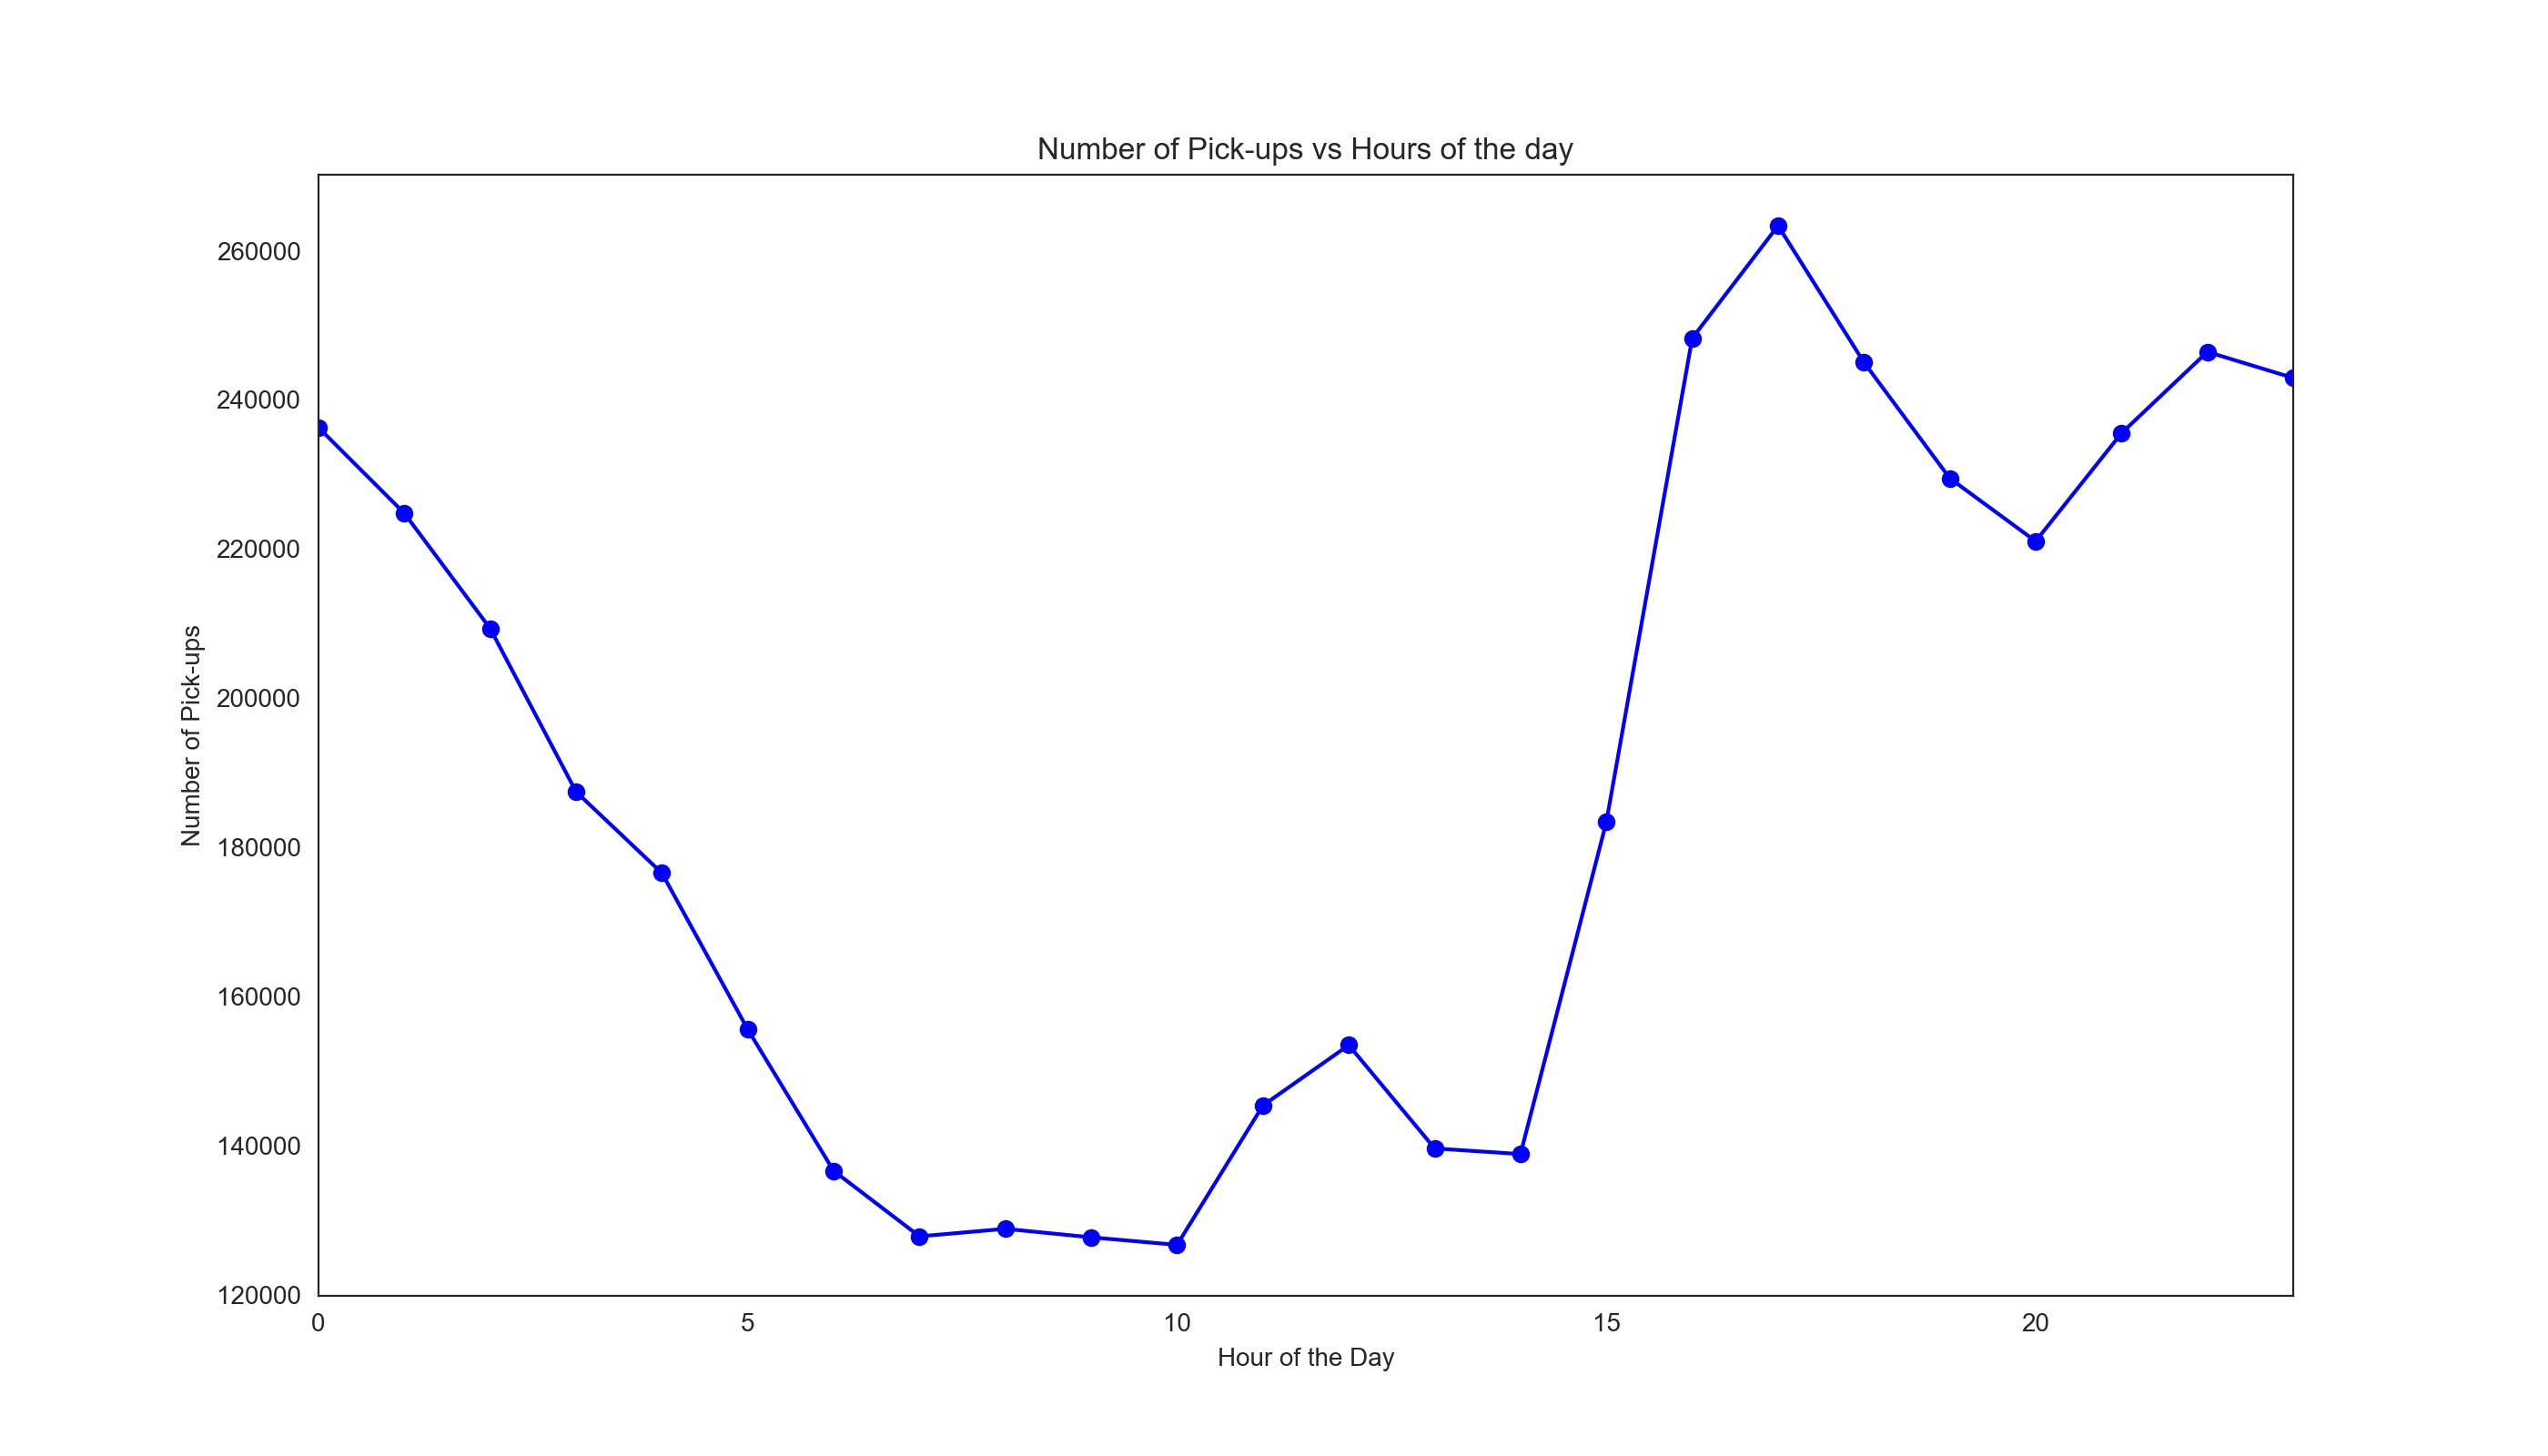 Number of Pick-ups vs Hours of the day
260000
240000
220000
200000
180000
160000
140000
120000
Number of Pick-ups
0 5 10 15 20
Hour of the Day